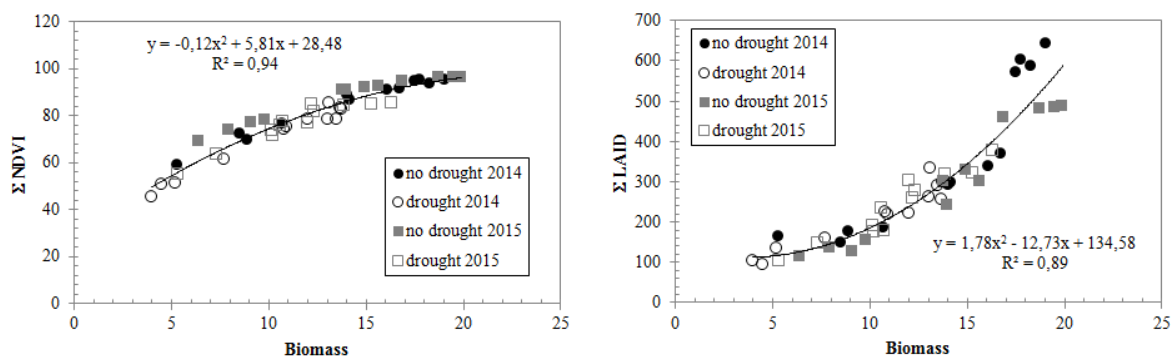 120
100
80
60
40
20
0
Σ NDVI
y = -0,12x² + 5,81x + 28,48
R² = 0,94
no drought 2014
drought 2014
no drought 2015
drought 2015
0 5 10 15 20 25
Biomass
700
600
500
400
300
200
100
0
Σ LAID
no drought 2014
drought 2014
no drought 2015
drought 2015
y = 1,78x² - 12,73x + 134,58
R² = 0,89
0 5 10 15 20 25
Biomass